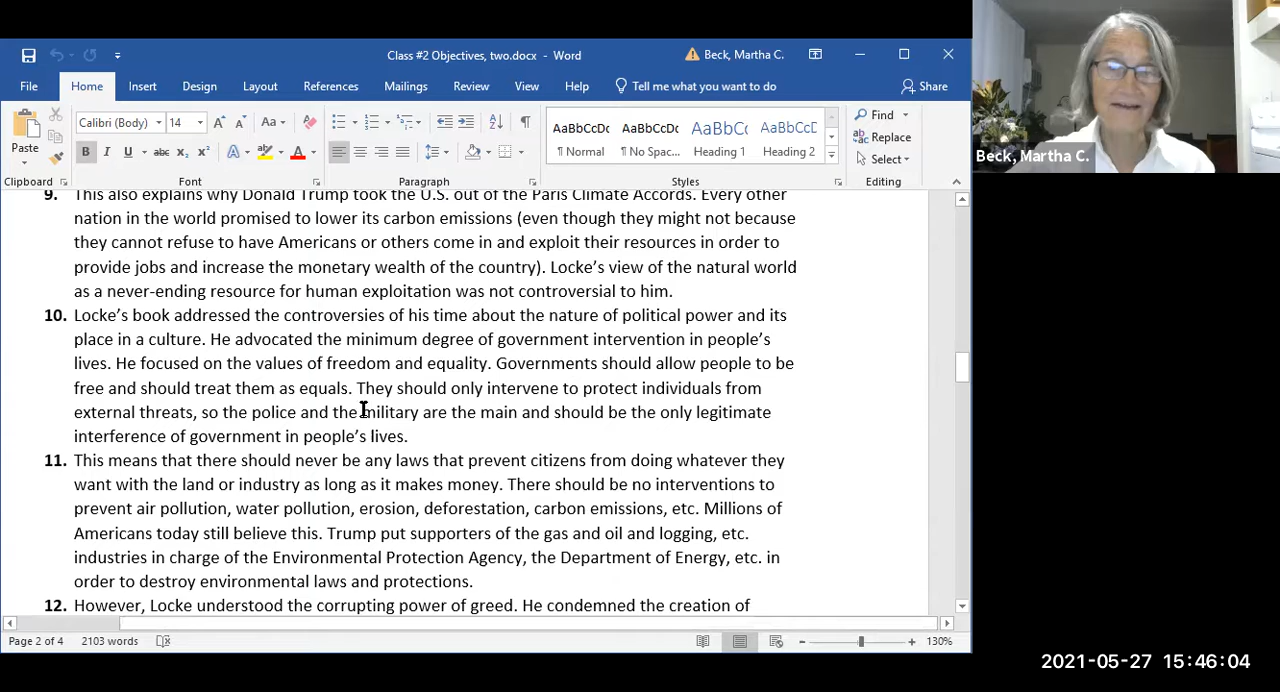 Class #2 Objectives, two.docx - Word
Beck, Martha C.
File Home Insert Design Layout References Mailings Review View Help Tell me what you want to do Share
Paste
Calibri (Body) 14
Aa
B I U abc x₂ x² A A
AaBbCcDc AaBbCcDc AaBbCc AaBbCcD
¶ Normal ¶ No Spac... Heading 1 Heading 2
Find
Replace
Select
Clipboard Font Paragraph Styles Editing
Beck, Martha C.
9. This also explains why Donald Trump took the U.S. out of the Paris Climate Accords. Every other
nation in the world promised to lower its carbon emissions (even though they might not because
they cannot refuse to have Americans or others come in and exploit their resources in order to
provide jobs and increase the monetary wealth of the country). Locke’s view of the natural world
as a never-ending resource for human exploitation was not controversial to him.
10. Locke’s book addressed the controversies of his time about the nature of political power and its
place in a culture. He advocated the minimum degree of government intervention in people’s
lives. He focused on the values of freedom and equality. Governments should allow people to be
free and should treat them as equals. They should only intervene to protect individuals from
external threats, so the police and the military are the main and should be the only legitimate
interference of government in people’s lives.
11. This means that there should never be any laws that prevent citizens from doing whatever they
want with the land or industry as long as it makes money. There should be no interventions to
prevent air pollution, water pollution, erosion, deforestation, carbon emissions, etc. Millions of
Americans today still believe this. Trump put supporters of the gas and oil and logging, etc.
industries in charge of the Environmental Protection Agency, the Department of Energy, etc. in
order to destroy environmental laws and protections.
12. However, Locke understood the corrupting power of greed. He condemned the creation of
Page 2 of 4 2103 words 130%
2021-05-27 15:46:04